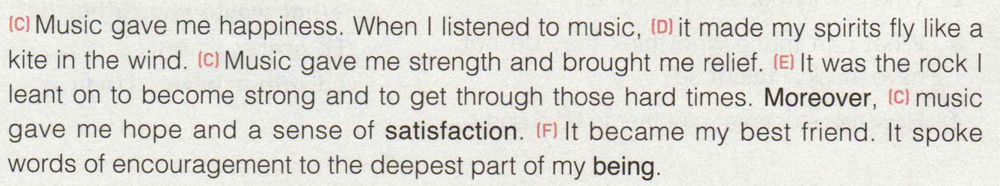 (C) Music gave me happiness. When I listened to music, (D) it made my spirits fly like a
kite in the wind. (C) Music gave me strength and brought me relief. (E) It was the rock I
leant on to become strong and to get through those hard times. Moreover, (C) music
gave me hope and a sense of satisfaction. (F) It became my best friend. It spoke
words of encouragement to the deepest part of my being.